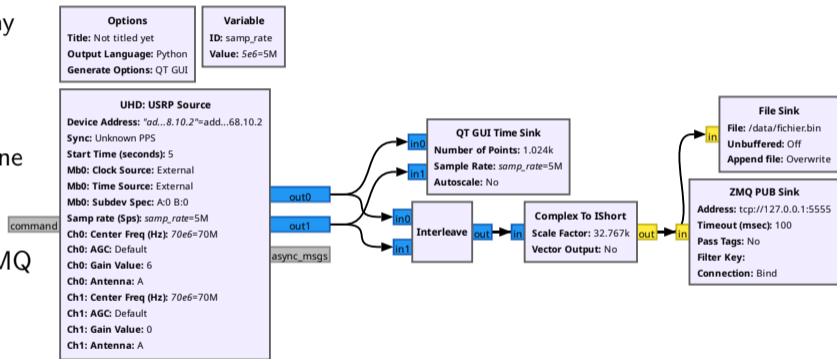 ay
ne
MQ
Options
Title: Not titled yet
Output Language: Python
Generate Options: QT GUI
Variable
ID: samp_rate
Value: 5e6=5M
UHD: USRP Source
Device Address: "ad...8.10.2"=add...68.10.2
Sync: Unknown PPS
Start Time (seconds): 5
Mb0: Clock Source: External
Mb0: Time Source: External
Mb0: Subdev Spec: A:0 B:0
Samp rate (Sps): samp_rate=5M
Ch0: Center Freq (Hz): 70e6=70M
Ch0: AGC: Default
Ch0: Gain Value: 6
Ch0: Antenna: A
Ch1: Center Freq (Hz): 70e6=70M
Ch1: AGC: Default
Ch1: Gain Value: 0
Ch1: Antenna: A
command
out0
out1
async_msgs
in0
in1
QT GUI Time Sink
Number of Points: 1.024k
Sample Rate: samp_rate=5M
Autoscale: No
in0
in1
Interleave
out
in
Complex To IShort
Scale Factor: 32.767k
Vector Output: No
out
in
File Sink
File: /data/fichier.bin
Unbuffered: Off
Append file: Overwrite
in
ZMQ PUB Sink
Address: tcp://127.0.0.1:5555
Timeout (msec): 100
Pass Tags: No
Filter Key:
Connection: Bind